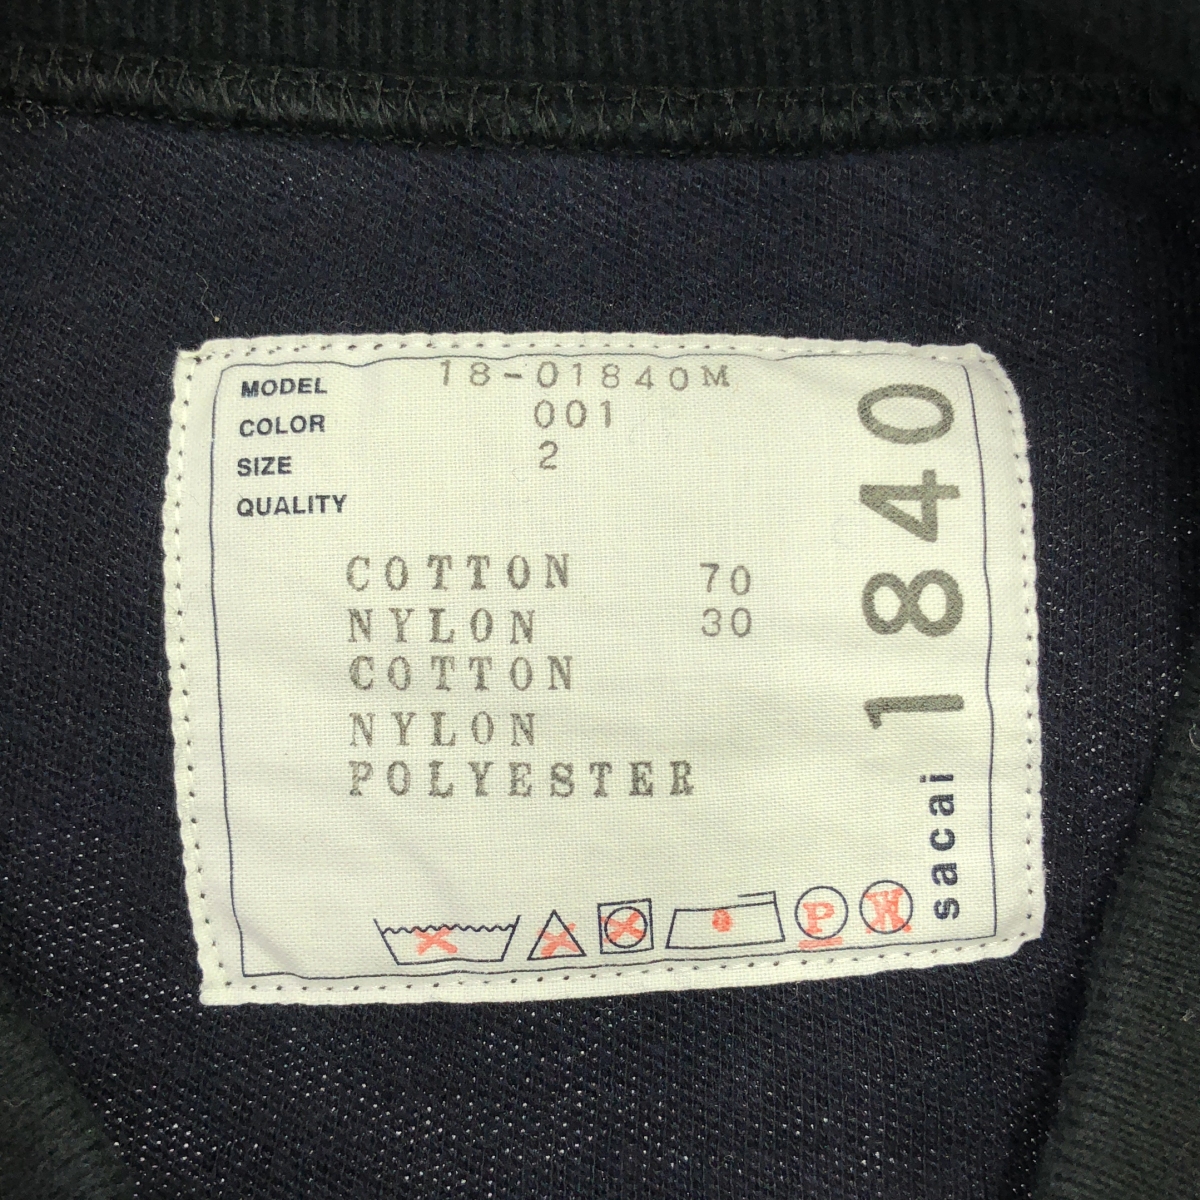 MODEL 18-01840M
COLOR 001
SIZE 2
QUALITY
COTTON 70
NYLON 30
COTTON
NYLON
POLYESTER
P W
sacai 1840